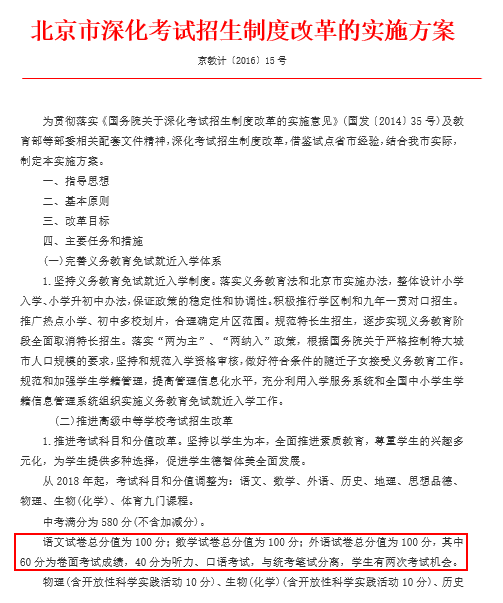 北京市深化考试招生制度改革的实施方案
京教计〔2016〕15 号
为贯彻落实《国务院关于深化考试招生制度改革的实施意见》(国发〔2014〕35 号)及教
育部等部委相关配套文件精神,深化考试招生制度改革,借鉴试点省市经验,结合我市实际,
制定本实施方案。
一、指导思想
二、基本原则
三、改革目标
四、主要任务和措施
(一)完善义务教育免试就近入学体系
1.坚持义务教育免试就近入学制度。落实义务教育法和北京市实施办法，整体设计小学
入学、小学升初中办法,保证政策的稳定性和协调性。积极推行学区制和九年一贯对口招生。
推广热点小学、初中多校划片，合理确定片区范围。规范特长生招生，逐步实现义务教育阶
段全面取消特长招生。落实“两为主”、“两纳入”政策，根据国务院关于严格控制特大城
市人口规模的要求,坚持和规范入学资格审核,做好符合条件的随迁子女接受义务教育工作。
规范和加强学生学籍管理，提高管理信息化水平，充分利用入学服务系统和全国中小学生学
籍信息管理系统组织实施义务教育免试就近入学工作。
(二)推进高级中等学校考试招生改革
1.推进考试科目和分值改革。坚持以学生为本,全面推进素质教育，尊重学生的兴趣多
元化，为学生提供多种选择，促进学生德智体美全面发展。
从 2018 年起，考试科目和分值调整为：语文、数学、外语、历史、地理、思想品德、
物理、生物(化学)、体育九门课程。
中考满分为 580 分(不含加减分)。
语文试卷总分值为 100 分；数学试卷总分值为 100 分；外语试卷总分值为 100 分，其中
60 分为卷面考试成绩，40 分为听力、口语考试，与统考笔试分离，学生有两次考试机会。
物理(含开放性科学实践活动 10 分)、生物(化学)(含开放性科学实践活动 10 分)、历史